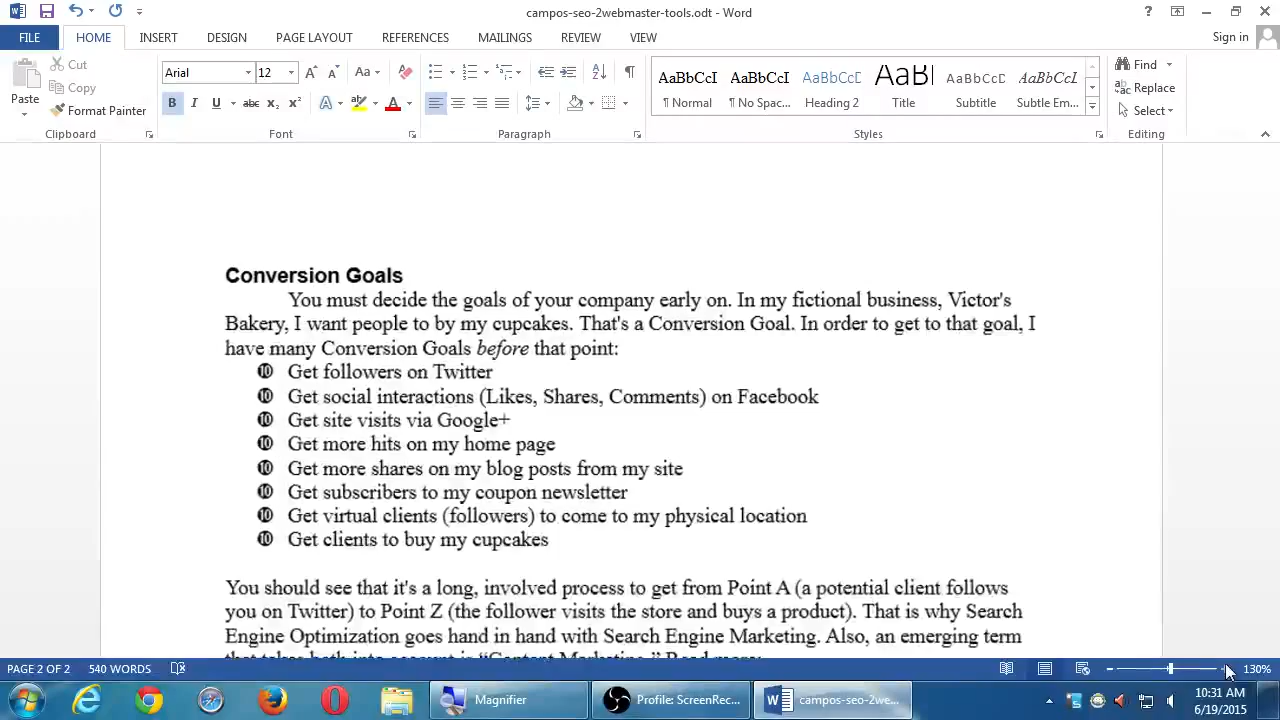 campos-seo-2webmaster-tools.odt - Word
FILE HOME INSERT DESIGN PAGE LAYOUT REFERENCES MAILINGS REVIEW VIEW Sign in
Paste
Cut
Copy
Format Painter
Clipboard
Arial 12
Font
Paragraph
AaBbCcI AaBbCcI AaBbCcD AaBl AaBbCcD AaBbCcI
¶ Normal ¶ No Spac... Heading 2 Title Subtitle Subtle Em...
Styles
Find
Replace
Select
Editing
Conversion Goals
You must decide the goals of your company early on. In my fictional business, Victor's
Bakery, I want people to by my cupcakes. That's a Conversion Goal. In order to get to that goal, I
have many Conversion Goals before that point:
❿ Get followers on Twitter
❿ Get social interactions (Likes, Shares, Comments) on Facebook
❿ Get site visits via Google+
❿ Get more hits on my home page
❿ Get more shares on my blog posts from my site
❿ Get subscribers to my coupon newsletter
❿ Get virtual clients (followers) to come to my physical location
❿ Get clients to buy my cupcakes
You should see that it's a long, involved process to get from Point A (a potential client follows
you on Twitter) to Point Z (the follower visits the store and buys a product). That is why Search
Engine Optimization goes hand in hand with Search Engine Marketing. Also, an emerging term
that takes both into account is “Content Marketing.” Read more:
PAGE 2 OF 2 540 WORDS 130%
Magnifier
Profile: ScreenRec...
campos-seo-2we...
10:31 AM
6/19/2015